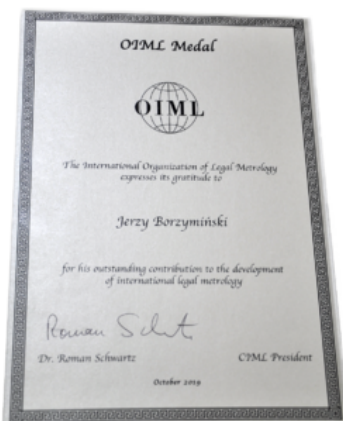 OIML Medal
OIML
The International Organization of Legal Metrology
expresses its gratitude to
Jerzy Borzymiński
for his outstanding contribution to the development
of international legal metrology
Roman Schwartz
Dr. Roman Schwartz
CIML President
October 2019